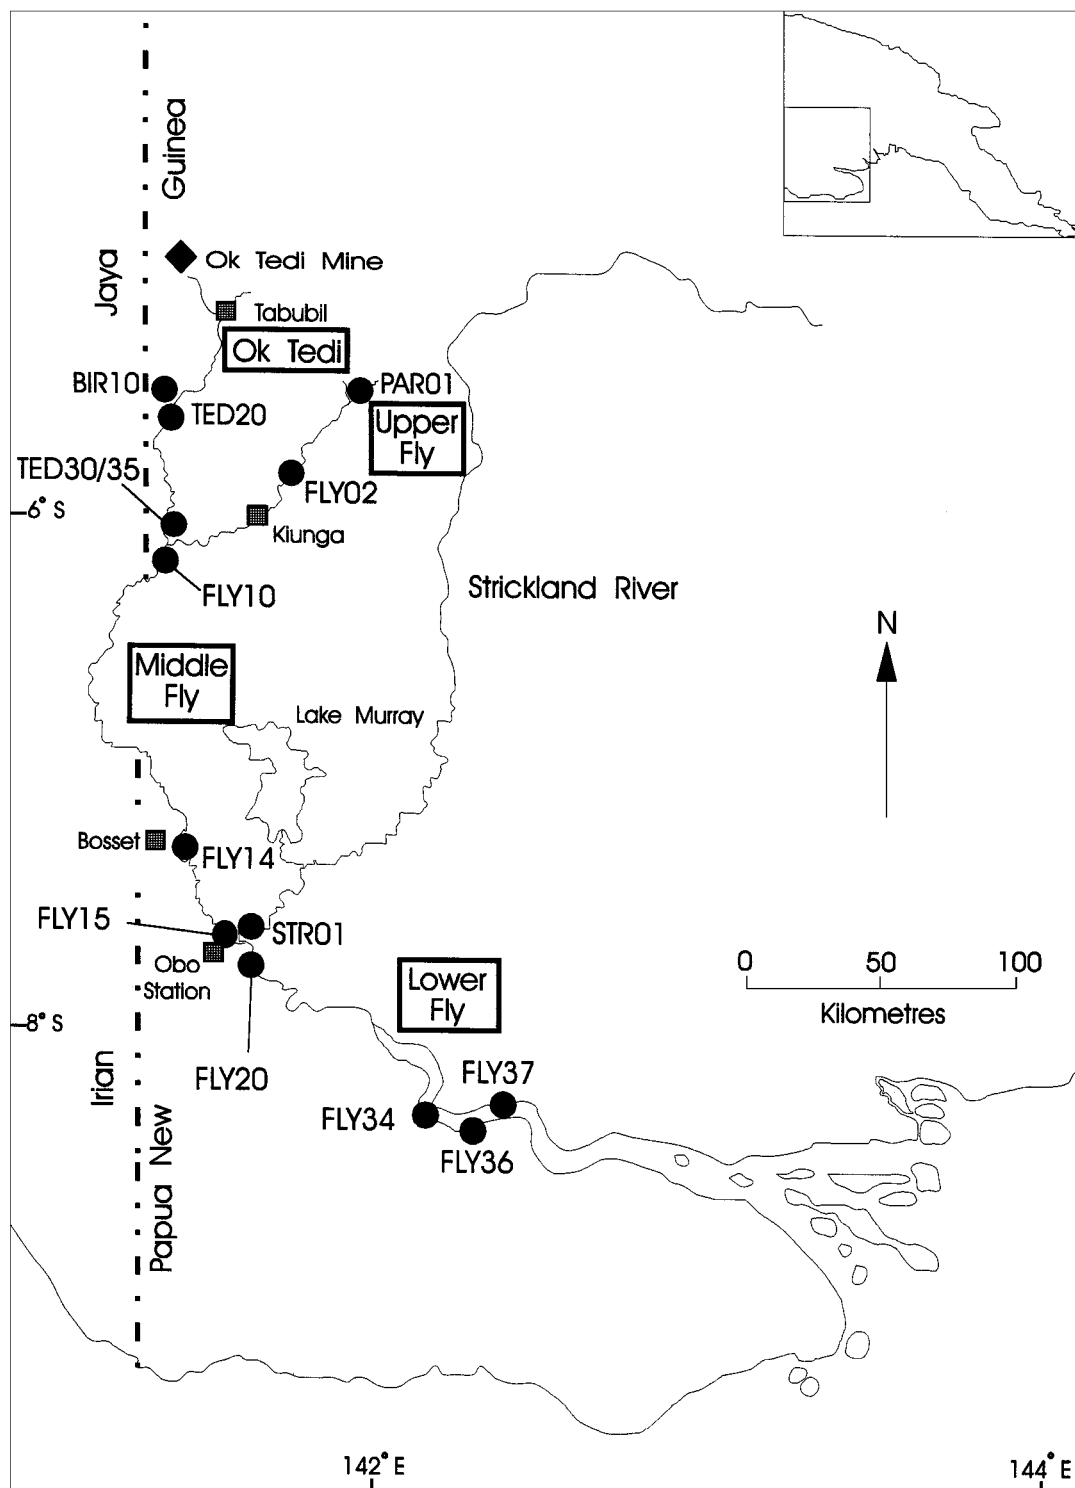 Guinea
Jaya
Ok Tedi Mine
Tabubil
Ok Tedi
BIR10
PAR01
TED20
Upper
Fly
TED30/35
FLY02
6° S
Kiunga
FLY10
Strickland River
N
Middle
Fly
Lake Murray
Bosset
FLY14
FLY15
STR01
Obo
Station
Lower
Fly
0 50 100
Kilometres
8° S
Irian
Papua New
FLY20
FLY37
FLY34
FLY36
142° E
144° E